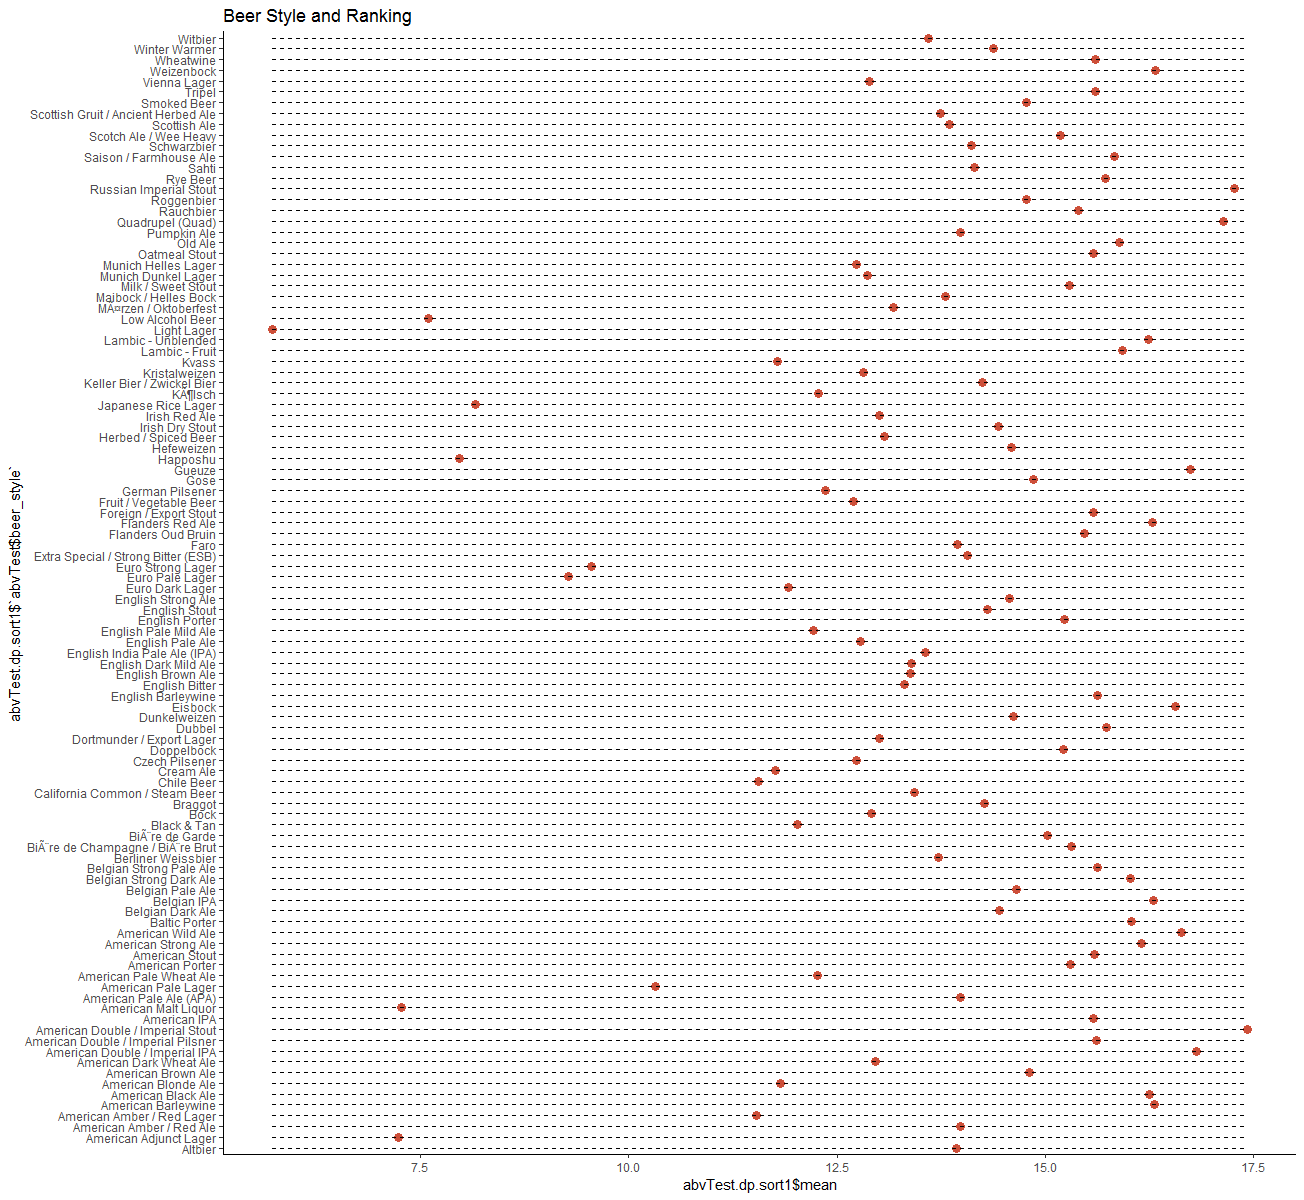 Beer Style and Ranking
Witbier
Winter Warmer
Wheatwine
Weizenbock
Vienna Lager
Tripel
Smoked Beer
Scottish Gruit / Ancient Herbed Ale
Scottish Ale
Scotch Ale / Wee Heavy
Schwarzbier
Saison / Farmhouse Ale
Sahti
Rye Beer
Russian Imperial Stout
Roggenbier
Rauchbier
Quadrupel (Quad)
Pumpkin Ale
Old Ale
Oatmeal Stout
Munich Helles Lager
Munich Dunkel Lager
Milk / Sweet Stout
Maibock / Helles Bock
MÃ¤rzen / Oktoberfest
Low Alcohol Beer
Light Lager
Lambic - Unblended
Lambic - Fruit
Kvass
Kristalweizen
Keller Bier / Zwickel Bier
KÃ¶lsch
Japanese Rice Lager
Irish Red Ale
Irish Dry Stout
Herbed / Spiced Beer
Hefeweizen
Happoshu
Gueuze
Gose
German Pilsener
Fruit / Vegetable Beer
Foreign / Export Stout
Flanders Red Ale
Flanders Oud Bruin
Faro
Extra Special / Strong Bitter (ESB)
Euro Strong Lager
Euro Pale Lager
Euro Dark Lager
English Strong Ale
English Stout
English Porter
English Pale Mild Ale
English Pale Ale
English India Pale Ale (IPA)
English Dark Mild Ale
English Brown Ale
English Bitter
English Barleywine
Eisbock
Dunkelweizen
Dubbel
Dortmunder / Export Lager
Doppelbock
Czech Pilsener
Cream Ale
Chile Beer
California Common / Steam Beer
Braggot
Bock
Black & Tan
BiÃ¨re de Garde
BiÃ¨re de Champagne / BiÃ¨re Brut
Berliner Weissbier
Belgian Strong Pale Ale
Belgian Strong Dark Ale
Belgian Pale Ale
Belgian IPA
Belgian Dark Ale
Baltic Porter
American Wild Ale
American Strong Ale
American Stout
American Porter
American Pale Wheat Ale
American Pale Lager
American Pale Ale (APA)
American Malt Liquor
American IPA
American Double / Imperial Stout
American Double / Imperial Pilsner
American Double / Imperial IPA
American Dark Wheat Ale
American Brown Ale
American Blonde Ale
American Black Ale
American Barleywine
American Amber / Red Lager
American Amber / Red Ale
American Adjunct Lager
Altbier
abvTest.dp.sort1$`abvTest$beer_style`
7.5 10.0 12.5 15.0 17.5
abvTest.dp.sort1$mean